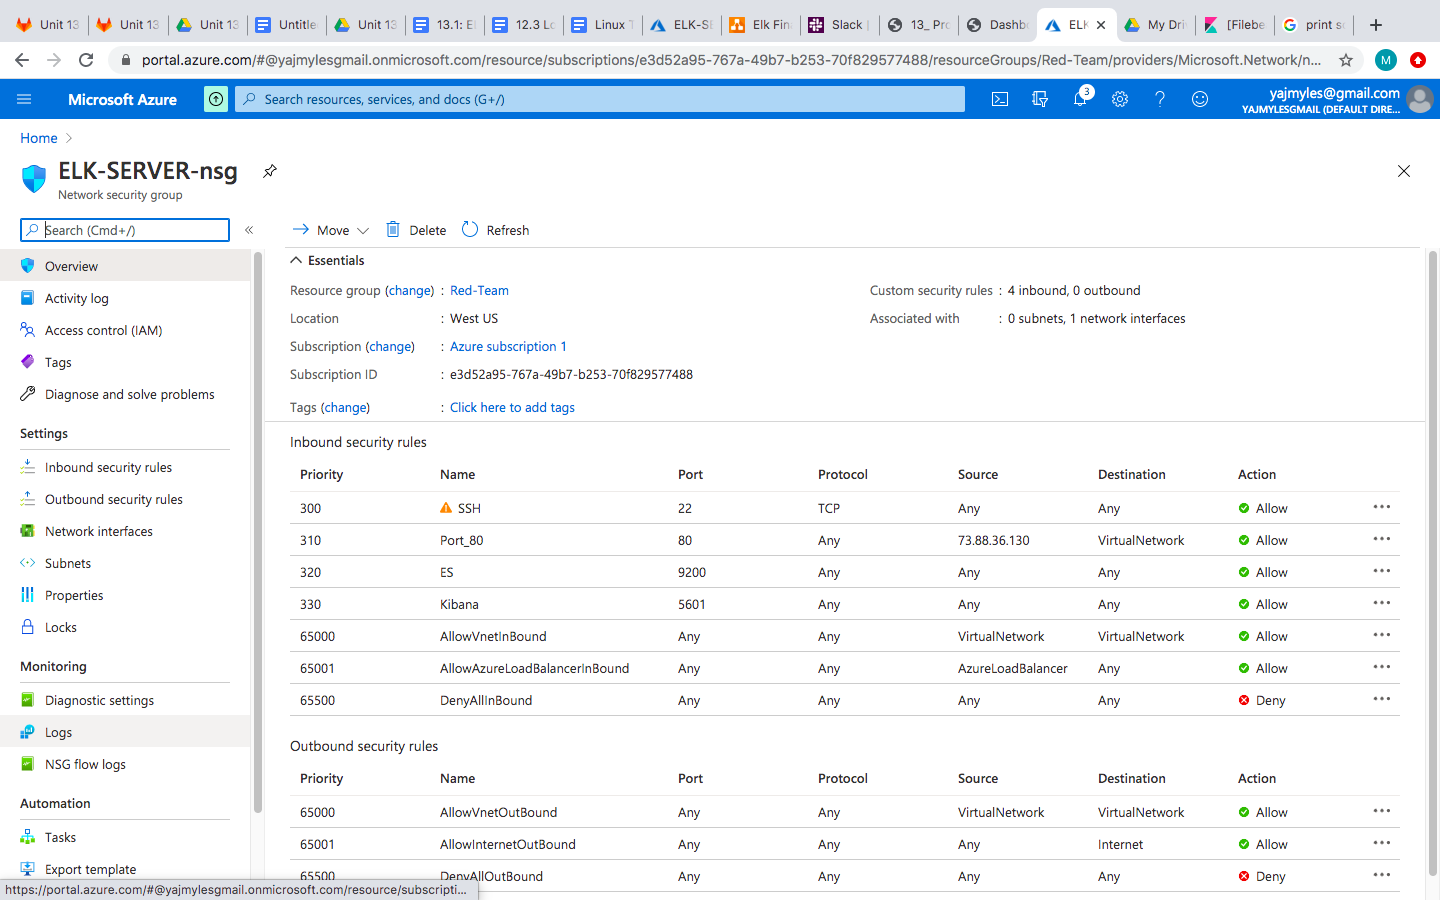 Unit 13 Unit 13 Unit 13 Untitle Unit 13 13.1: El 12.3 Lo Linux T ELK-SE Elk Fina Slack | 13_ Pro Dashbo ELK My Dri [Filebe print sc
portal.azure.com/#@yajmylesgmail.onmicrosoft.com/resource/subscriptions/e3d52a95-767a-49b7-b253-70f829577488/resourceGroups/Red-Team/providers/Microsoft.Network/n... M
Microsoft Azure Search resources, services, and docs (G+/) 3 yajmyles@gmail.com
YAJMYLESGMAIL (DEFAULT DIRE...
Home
ELK-SERVER-nsg
Network security group
Search (Cmd+/) « Move Delete Refresh
Overview
Activity log
Access control (IAM)
Tags
Diagnose and solve problems
Settings
Inbound security rules
Outbound security rules
Network interfaces
Subnets
Properties
Locks
Monitoring
Diagnostic settings
Logs
NSG flow logs
Automation
Tasks
Export template
Essentials
Resource group (change) : Red-Team
Location : West US
Subscription (change) : Azure subscription 1
Subscription ID : e3d52a95-767a-49b7-b253-70f829577488
Tags (change) : Click here to add tags
Custom security rules : 4 inbound, 0 outbound
Associated with : 0 subnets, 1 network interfaces
Inbound security rules
Priority Name Port Protocol Source Destination Action
300 SSH 22 TCP Any Any Allow
310 Port_80 80 Any 73.88.36.130 VirtualNetwork Allow
320 ES 9200 Any Any Any Allow
330 Kibana 5601 Any Any Any Allow
65000 AllowVnetInBound Any Any VirtualNetwork VirtualNetwork Allow
65001 AllowAzureLoadBalancerInBound Any Any AzureLoadBalancer Any Allow
65500 DenyAllInBound Any Any Any Any Deny
Outbound security rules
Priority Name Port Protocol Source Destination Action
65000 AllowVnetOutBound Any Any VirtualNetwork VirtualNetwork Allow
65001 AllowInternetOutBound Any Any Any Internet Allow
65500 DenyAllOutBound Any Any Any Any Deny
https://portal.azure.com/#@yajmylesgmail.onmicrosoft.com/resource/subscripti...